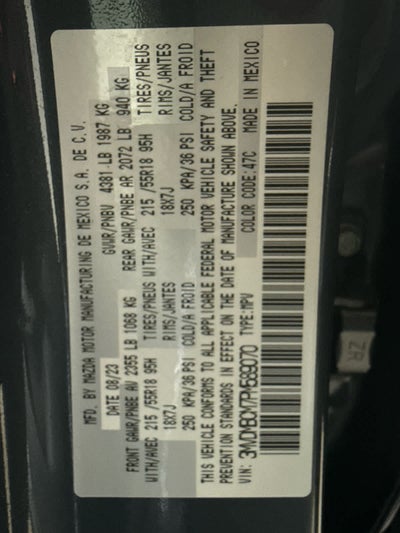 MFD. BY MAZDA MOTOR MANUFACTURING DE MEXICO S.A. DE C.V.
DATE 08/23 GVWR/PNBV 4381 LB 1987 KG
FRONT GAWR/PNBE AV 2355 LB 1068 KG REAR GAWR/PNBE AR 2072 LB 940 KG
WITH/AVEC 215 /55R18 95H TIRES/PNEUS WITH/AVEC 215 /55R18 95H TIRES/PNEUS
18X7J RIMS/JANTES 18X7J RIMS/JANTES
250 KPA/36 PSI COLD/A FROID 250 KPA/36 PSI COLD/A FROID
THIS VEHICLE CONFORMS TO ALL APPLICABLE FEDERAL MOTOR VEHICLE SAFETY AND THEFT
PREVENTION STANDARDS IN EFFECT ON THE DATE OF MANUFACTURE SHOWN ABOVE.
VIN: TYPE:MPV COLOR CODE:47C MADE IN MEXICO
ZR